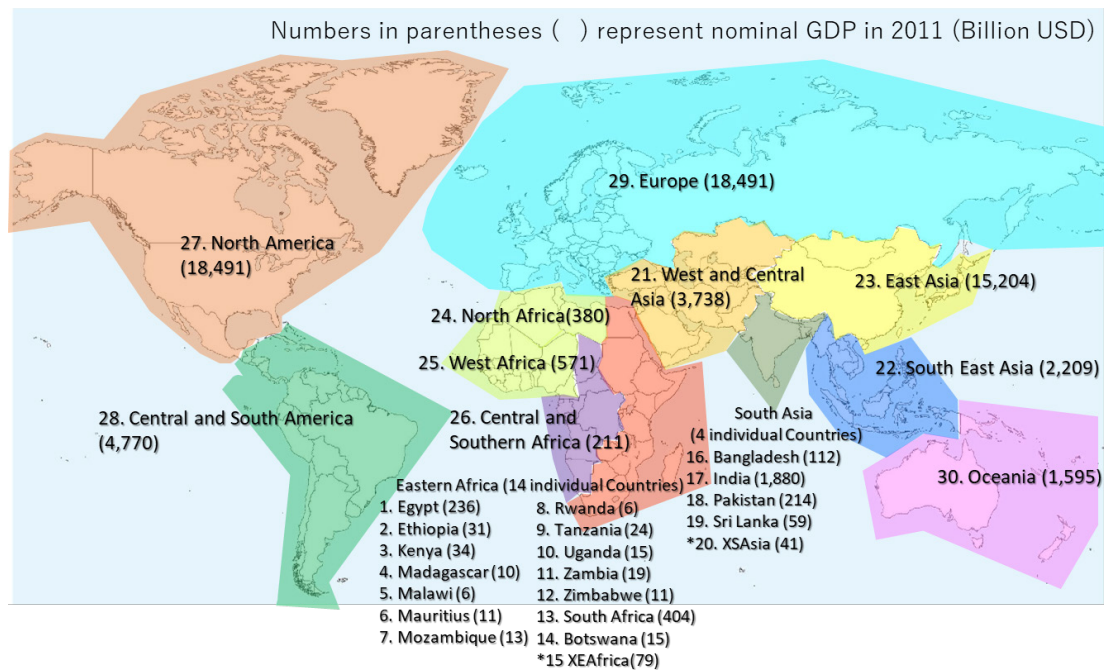 Numbers in parentheses (  ) represent nominal GDP in 2011 (Billion USD)
29. Europe (18,491)
27. North America
(18,491)
21. West and Central
Asia (3,738)
23. East Asia (15,204)
24. North Africa(380)
25. West Africa (571)
22. South East Asia (2,209)
28. Central and South America
(4,770)
26. Central and
Southern Africa (211)
South Asia
(4 individual Countries)
16. Bangladesh (112)
17. India (1,880)
18. Pakistan (214)
19. Sri Lanka (59)
*20. XSAsia (41)
30. Oceania (1,595)
Eastern Africa (14 individual Countries)
1. Egypt (236)
2. Ethiopia (31)
3. Kenya (34)
4. Madagascar (10)
5. Malawi (6)
6. Mauritius (11)
7. Mozambique (13)
8. Rwanda (6)
9. Tanzania (24)
10. Uganda (15)
11. Zambia (19)
12. Zimbabwe (11)
13. South Africa (404)
14. Botswana (15)
*15 XEAfrica(79)